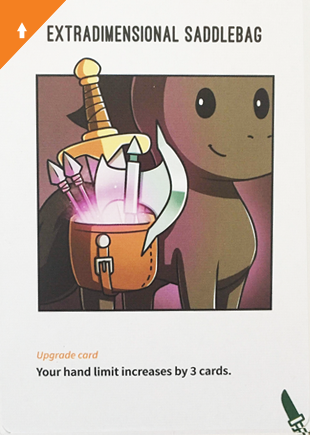 EXTRADIMENSIONAL SADDLEBAG
Upgrade card
Your hand limit increases by 3 cards.